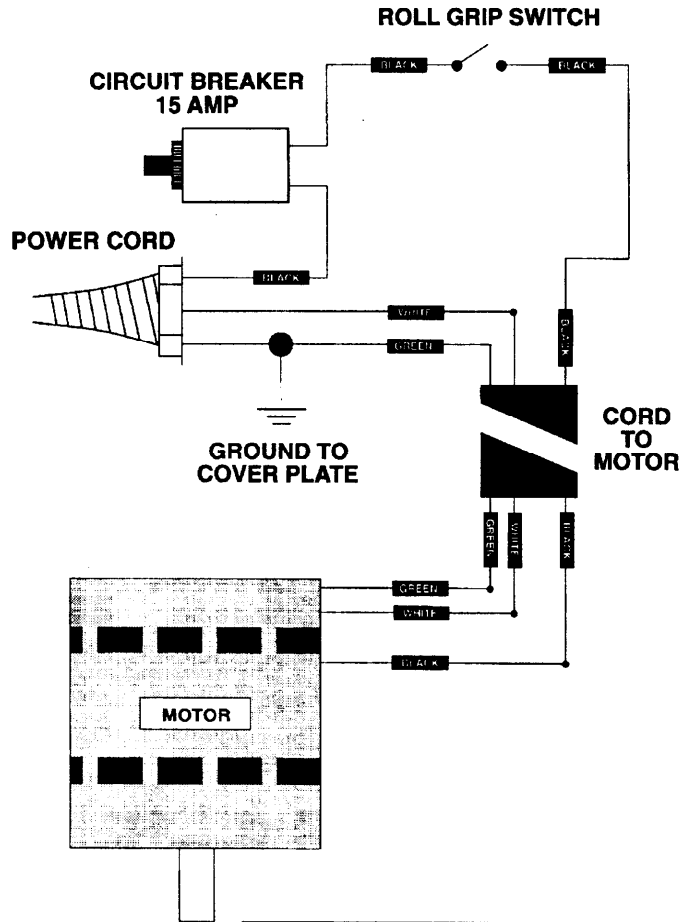 ROLL GRIP SWITCH
BLACK
BLACK
CIRCUIT BREAKER
15 AMP
POWER CORD
BLACK
WHITE
GREEN
BLACK
GROUND TO
COVER PLATE
CORD
TO
MOTOR
GREEN
WHITE
BLACK
GREEN
WHITE
BLACK
MOTOR